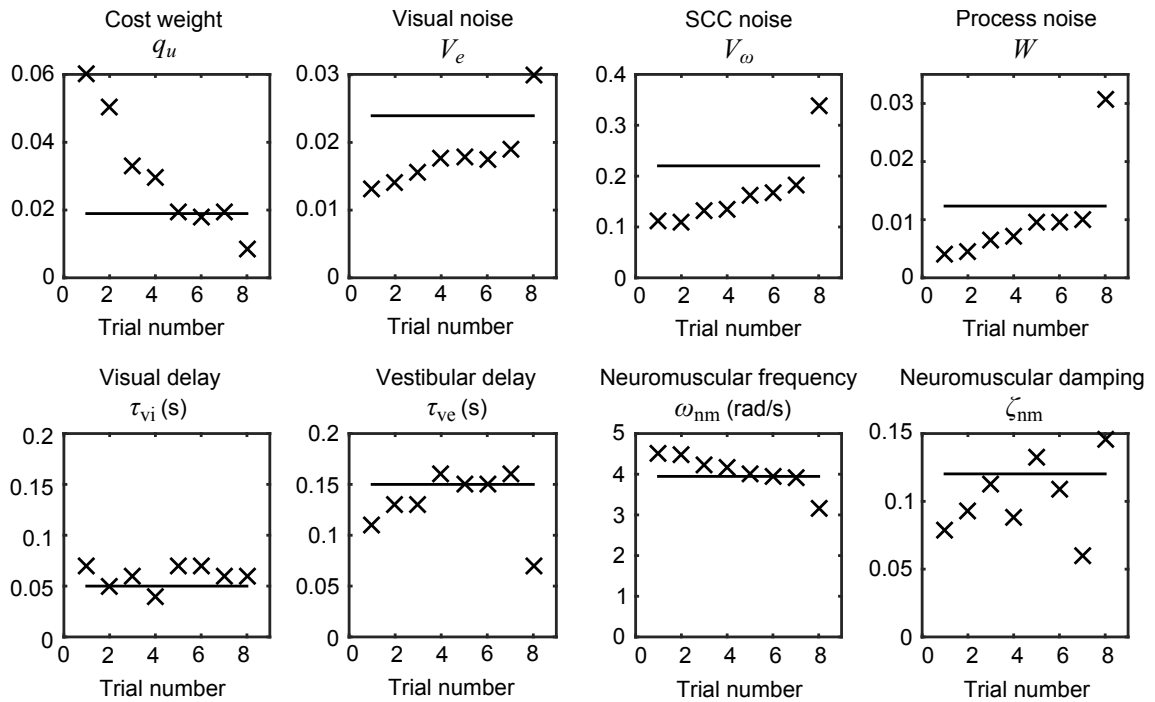 Cost weight
q_u
0.06
0.04
0.02
0
0 2 4 6 8
Trial number
Visual noise
V_e
0.03
0.02
0.01
0
0 2 4 6 8
Trial number
SCC noise
V_ω
0.4
0.3
0.2
0.1
0
0 2 4 6 8
Trial number
Process noise
W
0.03
0.02
0.01
0
0 2 4 6 8
Trial number
Visual delay
τ_vi (s)
0.2
0.15
0.1
0.05
0
0 2 4 6 8
Trial number
Vestibular delay
τ_ve (s)
0.2
0.15
0.1
0.05
0
0 2 4 6 8
Trial number
Neuromuscular frequency
ω_nm (rad/s)
5
4
3
2
1
0
0 2 4 6 8
Trial number
Neuromuscular damping
ζ_nm
0.15
0.1
0.05
0
0 2 4 6 8
Trial number